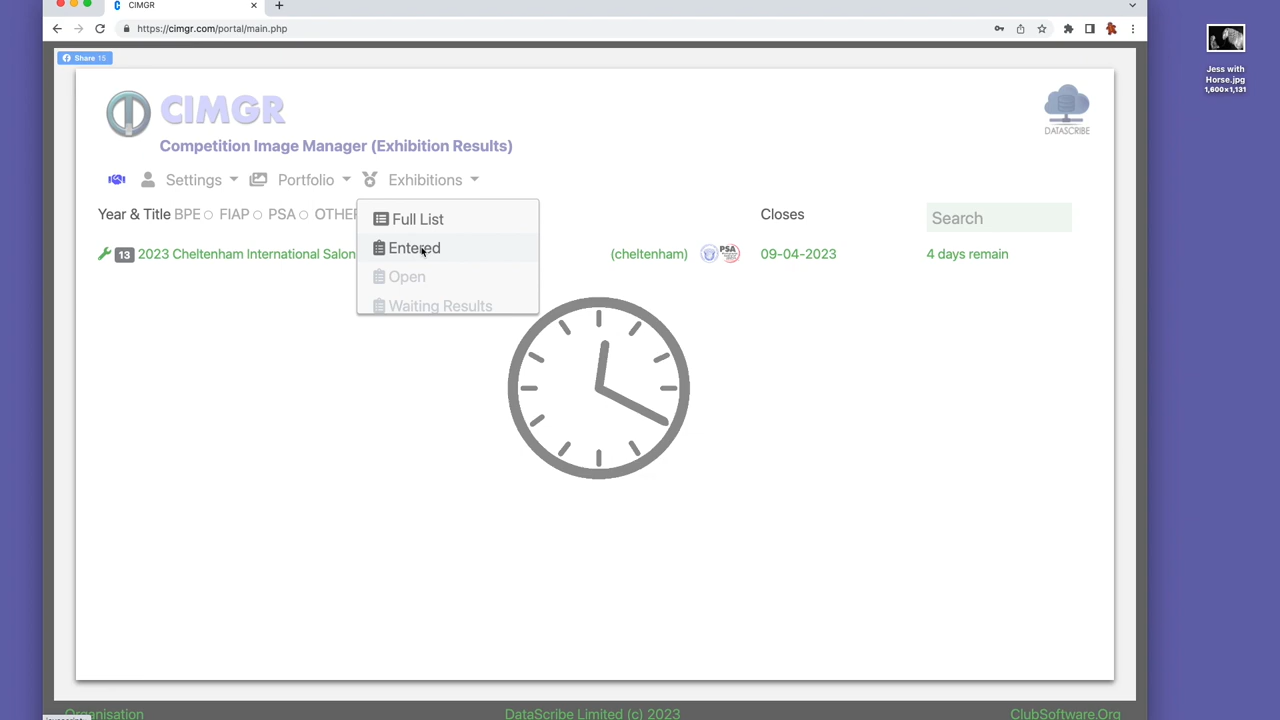 CIMGR
https://cimgr.com/portal/main.php
Jess with
Horse.jpg
1,600×1,131
Share 15
CIMGR
Competition Image Manager (Exhibition Results)
DATASCRIBE
Settings
Portfolio
Exhibitions
Year & Title BPE FIAP PSA OTHER
Closes
Search
Full List
Entered
Open
Waiting Results
13 2023 Cheltenham International Salon
(cheltenham)
PSA
09-04-2023
4 days remain
Organisation
DataScribe Limited (c) 2023
ClubSoftware.Org